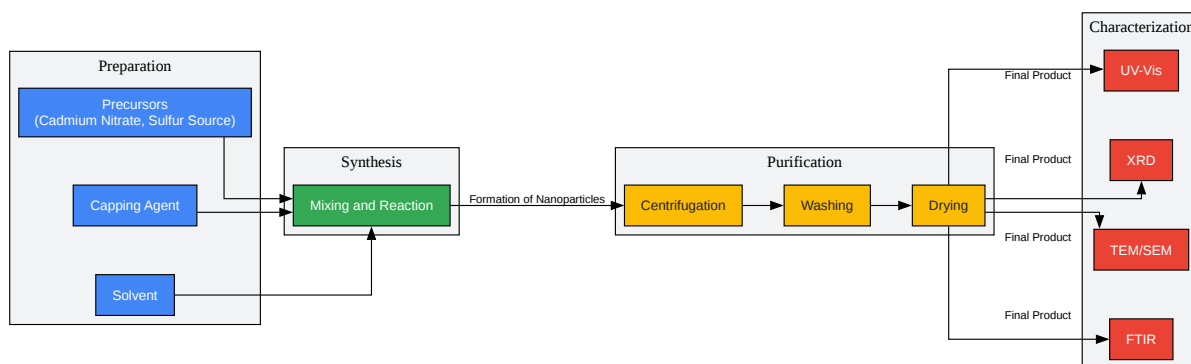 Preparation
Precursors
(Cadmium Nitrate, Sulfur Source)
Capping Agent
Solvent
Synthesis
Mixing and Reaction
Formation of Nanoparticles
Purification
Centrifugation
Washing
Drying
Final Product
Final Product
Final Product
Final Product
Characterization
UV-Vis
XRD
TEM/SEM
FTIR